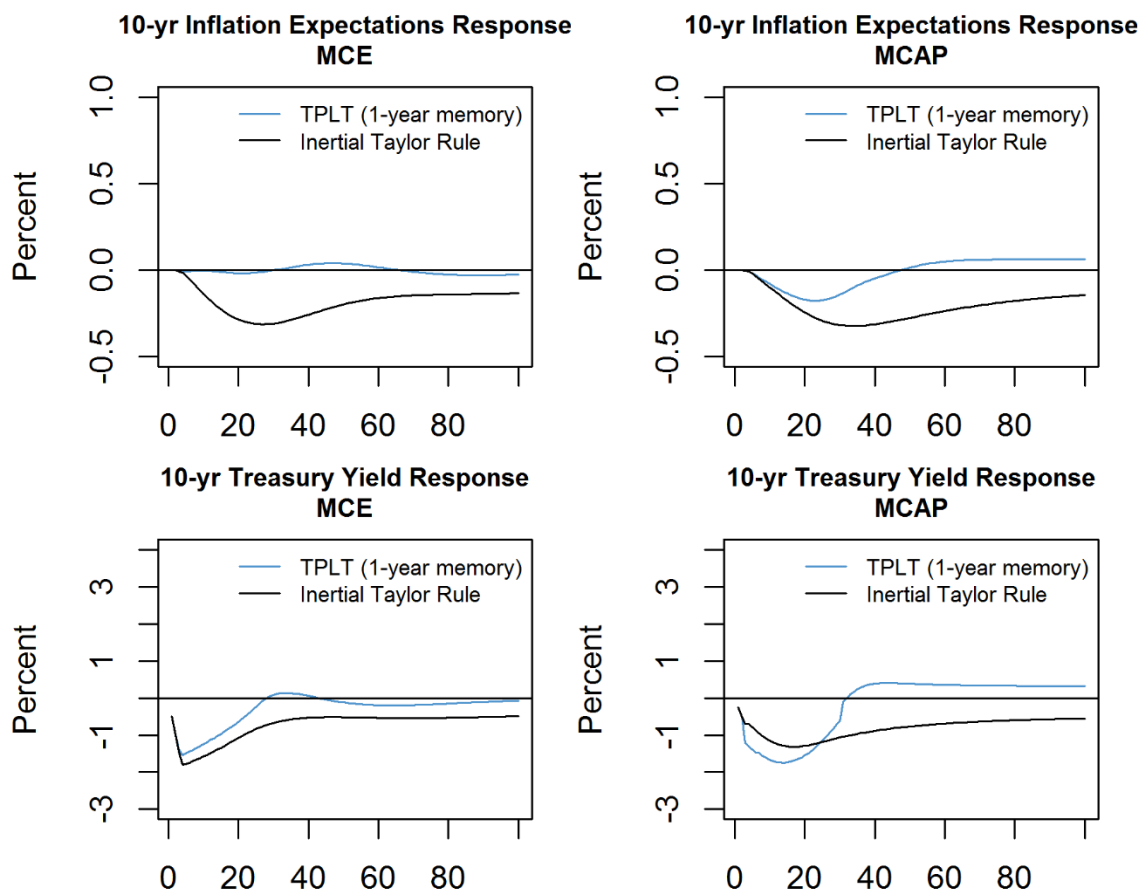 10-yr Inflation Expectations Response
MCE
Percent
1.0
0.5
0.0
-0.5
TPLT (1-year memory)
Inertial Taylor Rule
0 20 40 60 80
10-yr Inflation Expectations Response
MCAP
Percent
1.0
0.5
0.0
-0.5
TPLT (1-year memory)
Inertial Taylor Rule
0 20 40 60 80
10-yr Treasury Yield Response
MCE
Percent
3
1
-1
-3
TPLT (1-year memory)
Inertial Taylor Rule
0 20 40 60 80
10-yr Treasury Yield Response
MCAP
Percent
3
1
-1
-3
TPLT (1-year memory)
Inertial Taylor Rule
0 20 40 60 80